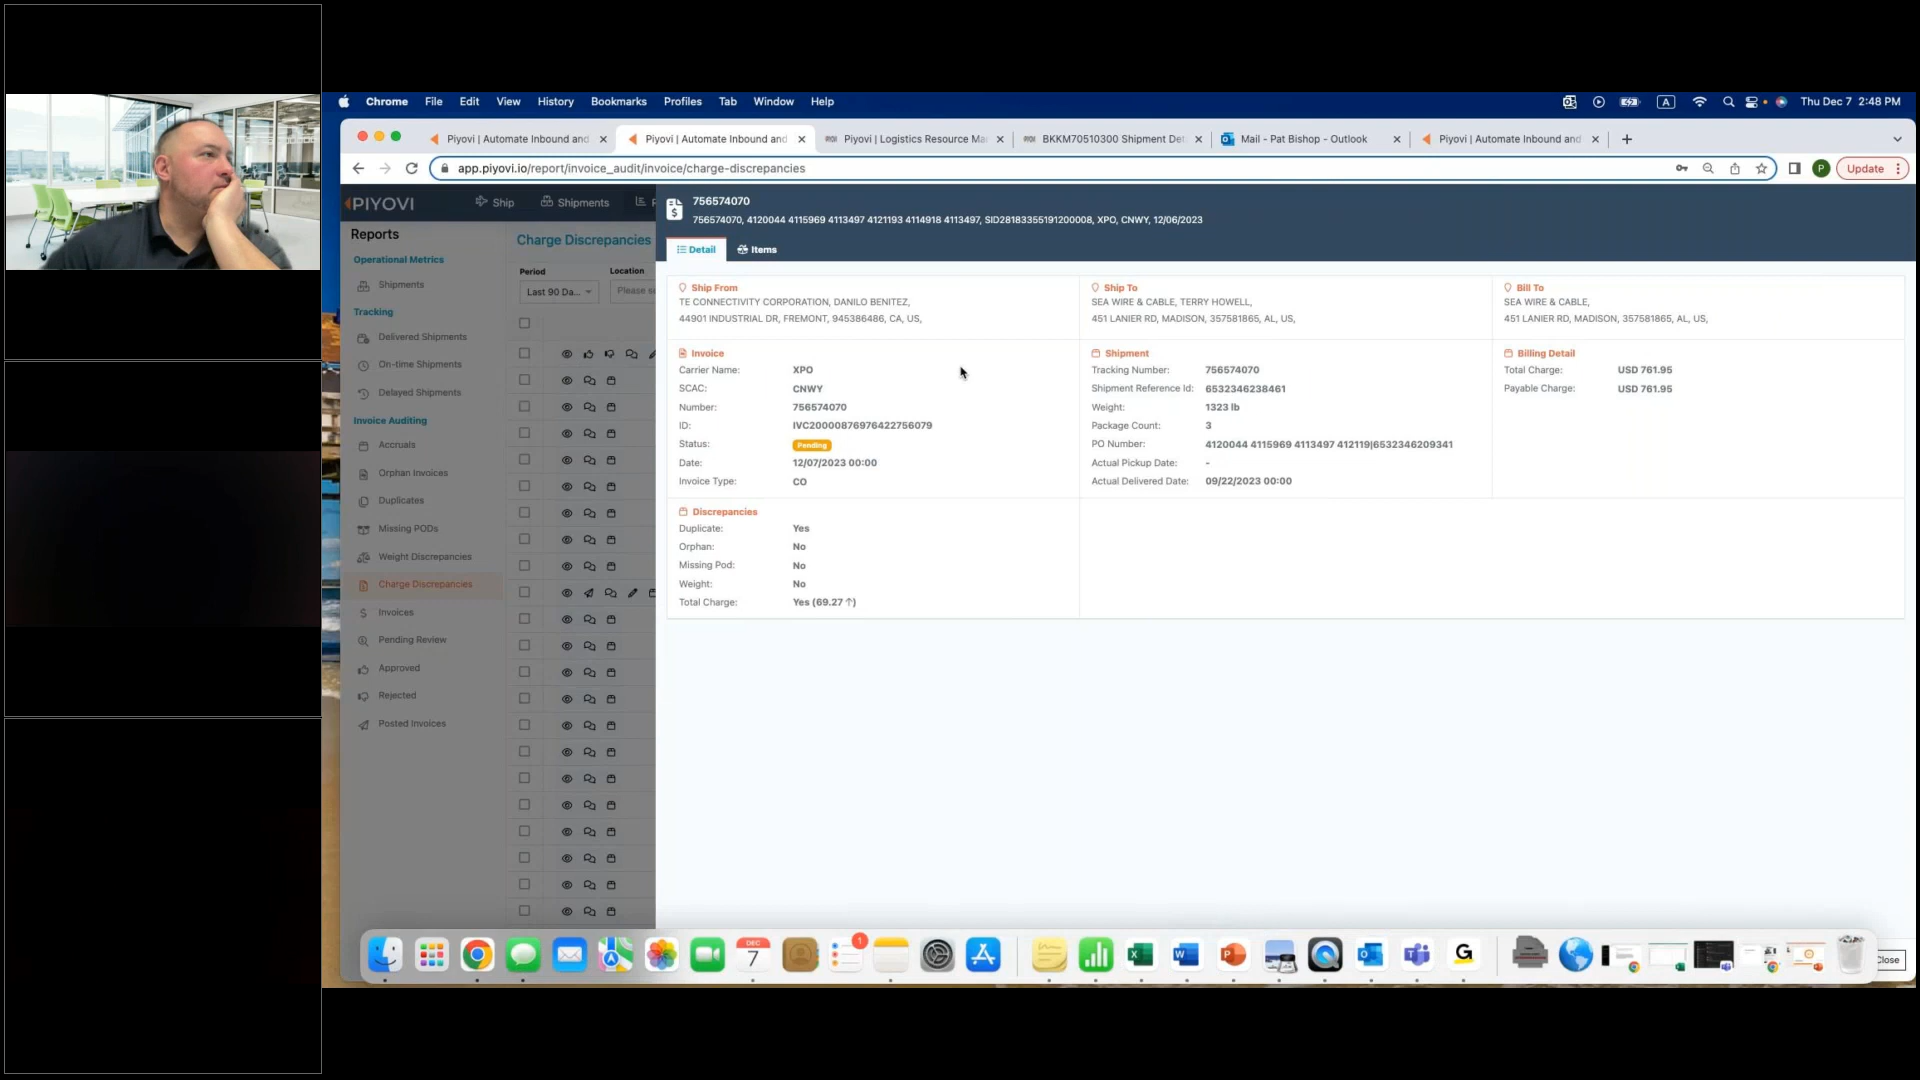 Chrome File Edit View History Bookmarks Profiles Tab Window Help
A
Thu Dec 7 2:48 PM
Piyovi | Automate Inbound and
Piyovi | Automate Inbound and
Piyovi | Logistics Resource Ma
BKKM70510300 Shipment Det
Mail - Pat Bishop - Outlook
Piyovi | Automate Inbound and
app.piyovi.io/report/invoice_audit/invoice/charge-discrepancies
P
Update
PIYOVI
Ship
Shipments
Reports
Operational Metrics
Shipments
Tracking
Delivered Shipments
On-time Shipments
Delayed Shipments
Invoice Auditing
Accruals
Orphan Invoices
Duplicates
Missing PODs
Weight Discrepancies
Charge Discrepancies
Invoices
Pending Review
Approved
Rejected
Posted Invoices
Charge Discrepancies
Period
Location
Last 90 Da...
Please se
756574070
756574070, 4120044 4115969 4113497 4121193 4114918 4113497, SID28183355191200008, XPO, CNWY, 12/06/2023
Detail
Items
Ship From
TE CONNECTIVITY CORPORATION, DANILO BENITEZ,
44901 INDUSTRIAL DR, FREMONT, 945386486, CA, US,
Ship To
SEA WIRE & CABLE, TERRY HOWELL,
451 LANIER RD, MADISON, 357581865, AL, US,
Bill To
SEA WIRE & CABLE,
451 LANIER RD, MADISON, 357581865, AL, US,
Invoice
Carrier Name: XPO
SCAC: CNWY
Number: 756574070
ID: IVC20000876976422756079
Status: Pending
Date: 12/07/2023 00:00
Invoice Type: CO
Shipment
Tracking Number: 756574070
Shipment Reference Id: 6532346238461
Weight: 1323 lb
Package Count: 3
PO Number: 4120044 4115969 4113497 412119|6532346209341
Actual Pickup Date: -
Actual Delivered Date: 09/22/2023 00:00
Billing Detail
Total Charge: USD 761.95
Payable Charge: USD 761.95
Discrepancies
Duplicate: Yes
Orphan: No
Missing Pod: No
Weight: No
Total Charge: Yes (69.27 ↑)
DEC
7
1
G
Close